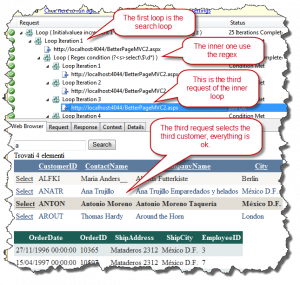 The first loop is the search loop
Request
Status
Loop (
25 Iterations Complete
Loop Iteration 1
http://localhost:4044/BetterPageMVC2.aspx
The inner one use the regex
Loop ( Regex condition (?<s>select\$\d*) )
Loop Iteration 1
Condition Met
http://localhost:4044/BetterPageMVC2.aspx
This is the third request of the inner loop
Loop Iteration 2
http://localhost:4044/BetterPageMVC2.aspx
Loop Iteration 3
Condition Met
http://localhost:4044/BetterPageMVC2.aspx
Loop Iteration 4
Condition Met
Web Browser Request Response Context Details
The third request selects the third customer, everything is ok
a
Search
Trovati 4 elementi
CustomerID ContactName City
Select ALFKI Maria Anders Futterkiste Berlin
Select ANATR Ana Trujillo Ana Trujillo Emparedados y helados México D.F.
Select ANTON Antonio Moreno Antonio Moreno Taquería México D.F.
Select AROUT Thomas Hardy Around the Horn London
OrderDate OrderID ShipAddress ShipCity EmployeeID
27/11/1996 00:00:00 10365 Mataderos 2312 México D.F. 3
15/04/1997 00:00:00 Mataderos 2312 México D.F. 7